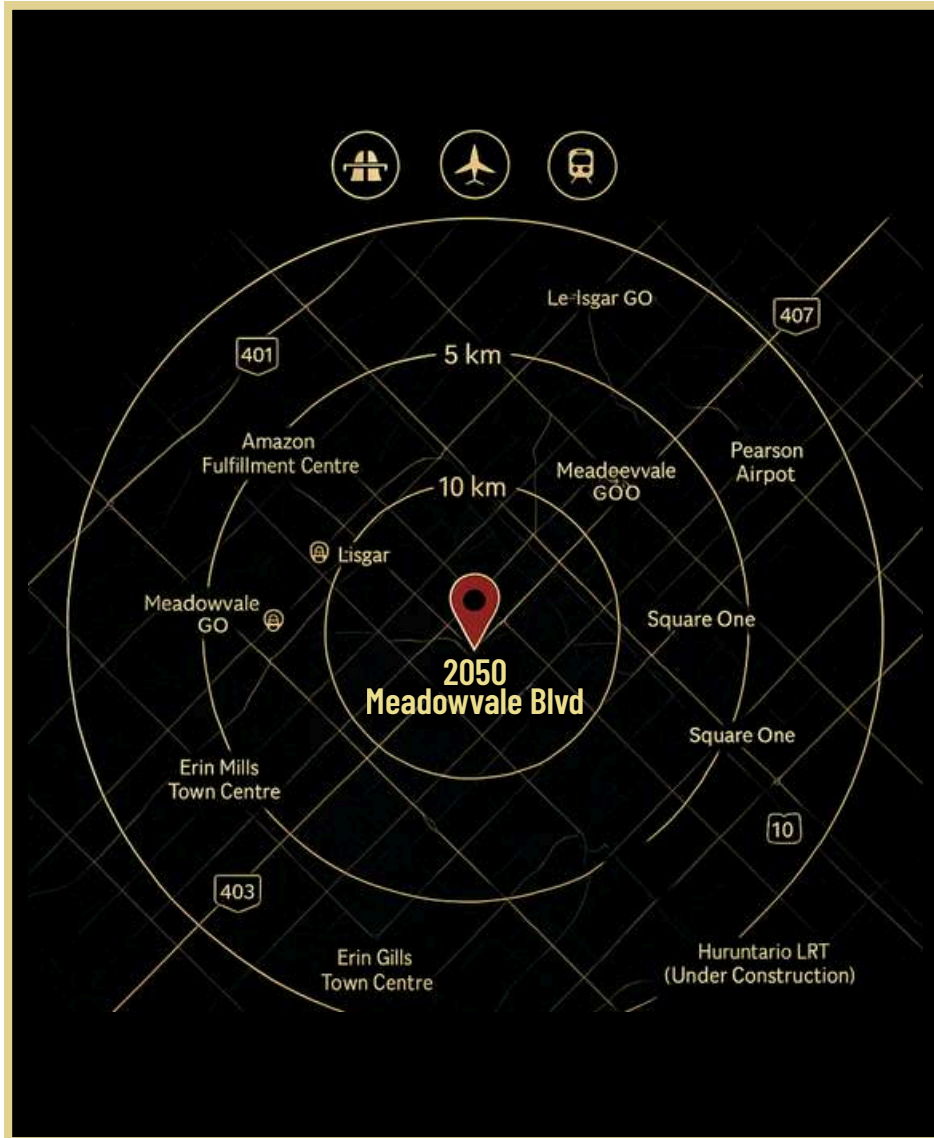 Le-Isgar GO
407
401
5 km
Amazon
Fulfillment Centre
Pearson
Airpot
Meadeevvale
GOO
10 km
Lisgar
Meadowvale
GO
Square One
2050
Meadowvale Blvd
Square One
Erin Mills
Town Centre
10
403
Erin Gills
Town Centre
Huruntario LRT
(Under Construction)